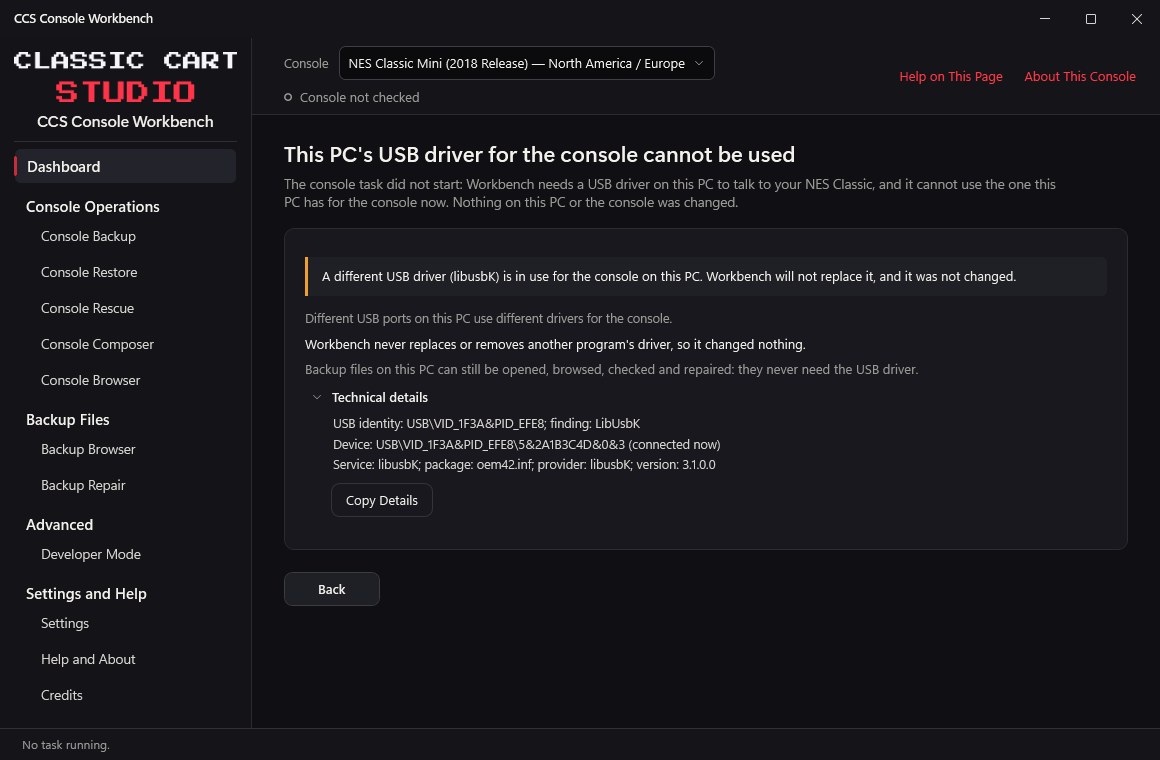 CCS Console Workbench
CLASSIC CART
STUDIO
CCS Console Workbench
Dashboard
Console Operations
Console Backup
Console Restore
Console Rescue
Console Composer
Console Browser
Backup Files
Backup Browser
Backup Repair
Advanced
Developer Mode
Settings and Help
Settings
Help and About
Credits
Console
NES Classic Mini (2018 Release) — North America / Europe
Console not checked
Help on This Page
About This Console
This PC's USB driver for the console cannot be used
The console task did not start: Workbench needs a USB driver on this PC to talk to your NES Classic, and it cannot use the one this
PC has for the console now. Nothing on this PC or the console was changed.
A different USB driver (libusbK) is in use for the console on this PC. Workbench will not replace it, and it was not changed.
Different USB ports on this PC use different drivers for the console.
Workbench never replaces or removes another program's driver, so it changed nothing.
Backup files on this PC can still be opened, browsed, checked and repaired: they never need the USB driver.
Technical details
USB identity: USB\VID_1F3A&PID_EFE8; finding: LibUsbK
Device: USB\VID_1F3A&PID_EFE8\5&2A1B3C4D&0&3 (connected now)
Service: libusbK; package: oem42.inf; provider: libusbK; version: 3.1.0.0
Copy Details
Back
No task running.